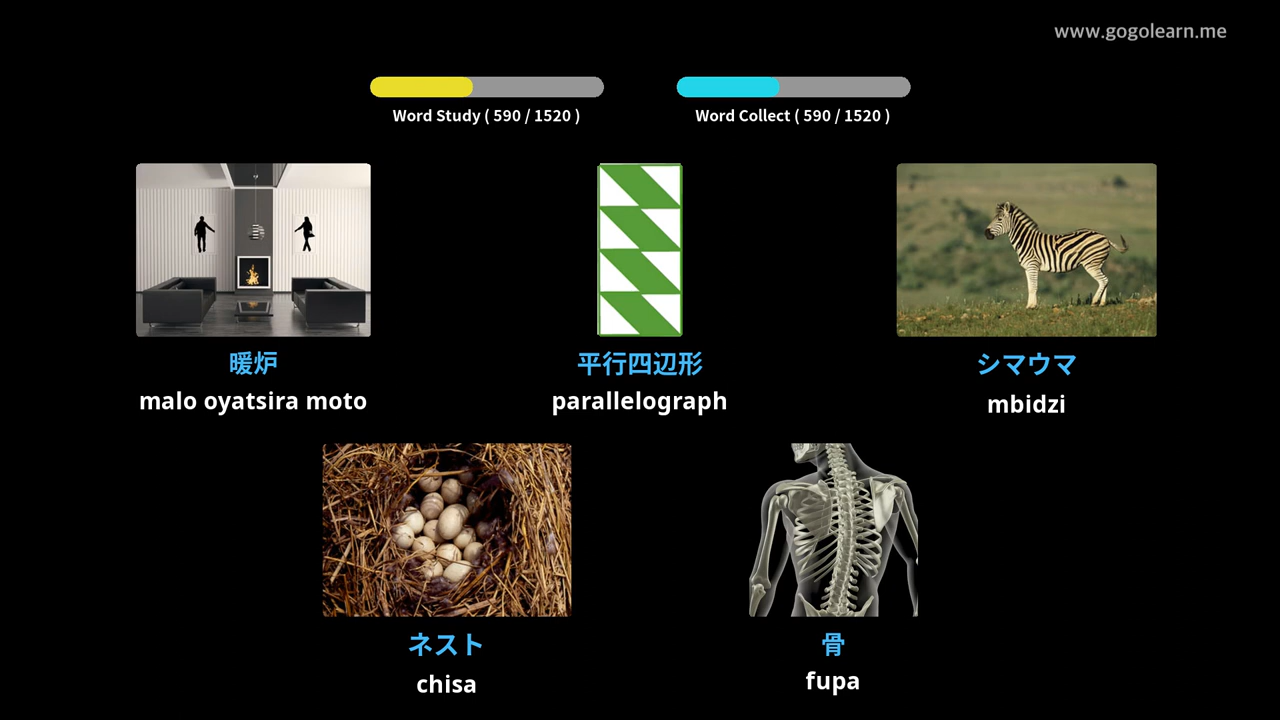 www.gogolearn.me
Word Study ( 590 / 1520 )
Word Collect ( 590 / 1520 )
暖炉
malo oyatsira moto
平行四辺形
parallelograph
シマウマ
mbidzi
ネスト
chisa
骨
fupa